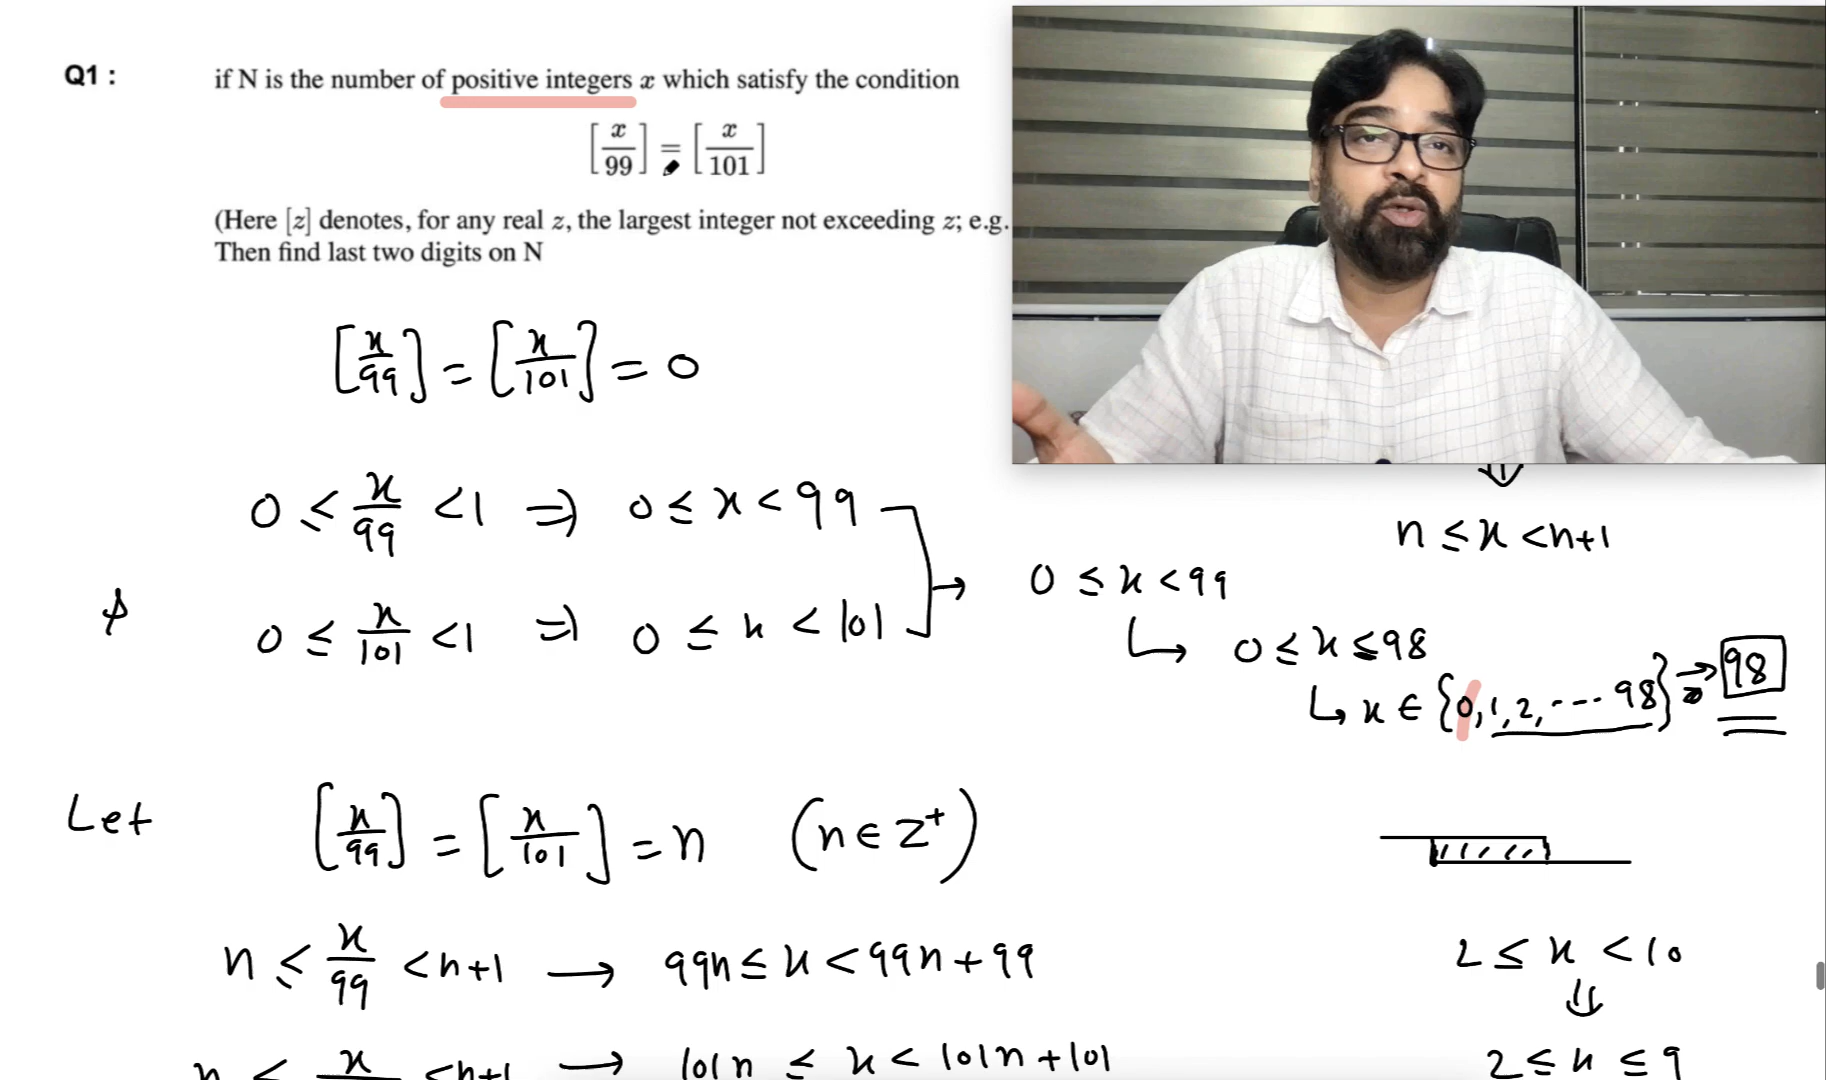 Q1 : if N is the number of positive integers x which satisfy the condition
[x/99] = [x/101]
(Here [z] denotes, for any real z, the largest integer not exceeding z; e.g.
Then find last two digits on N
[x/99] = [x/101] = 0
0 ≤ x/99 < 1 ⇒ 0 ≤ x < 99
& 0 ≤ x/101 < 1 ⇒ 0 ≤ x < 101
→ 0 ≤ x < 99
↳ 0 ≤ x ≤ 98
↳ x ∈ {0, 1, 2, ---- 98} → 98
⇓
n ≤ x < n+1
Let [x/99] = [x/101] = n (n ∈ Z⁺)
n ≤ x/99 < n+1 → 99n ≤ x < 99n + 99
n ≤ x < n+1 → 101n ≤ x < 101n + 101
2 ≤ x < 10
⇓
2 ≤ x ≤ 9